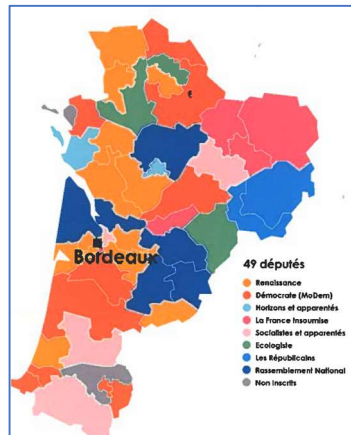 Bordeaux
49 députés
Renaissance
Démocrate (MoDem)
Horizons et apparentés
La France Insoumise
Socialistes et apparentés
Ecologiste
Les Républicains
Rassemblement National
Non inscrits